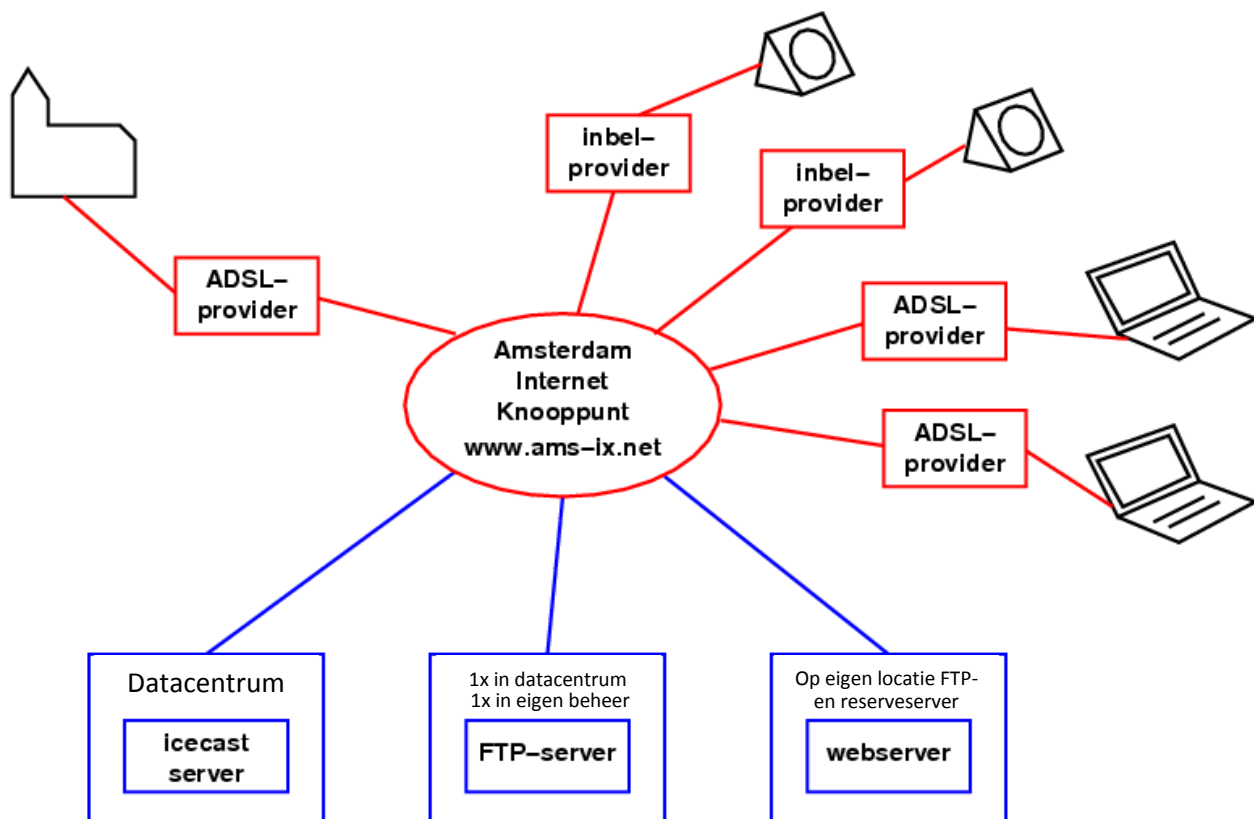 inbel–
provider
inbel–
provider
ADSL–
provider
ADSL–
provider
Amsterdam
Internet
Knooppunt
www.ams–ix.net
ADSL–
provider
Datacentrum
icecast
server
1x in datacentrum
1x in eigen beheer
FTP–server
Op eigen locatie FTP-
en reserveserver
webserver